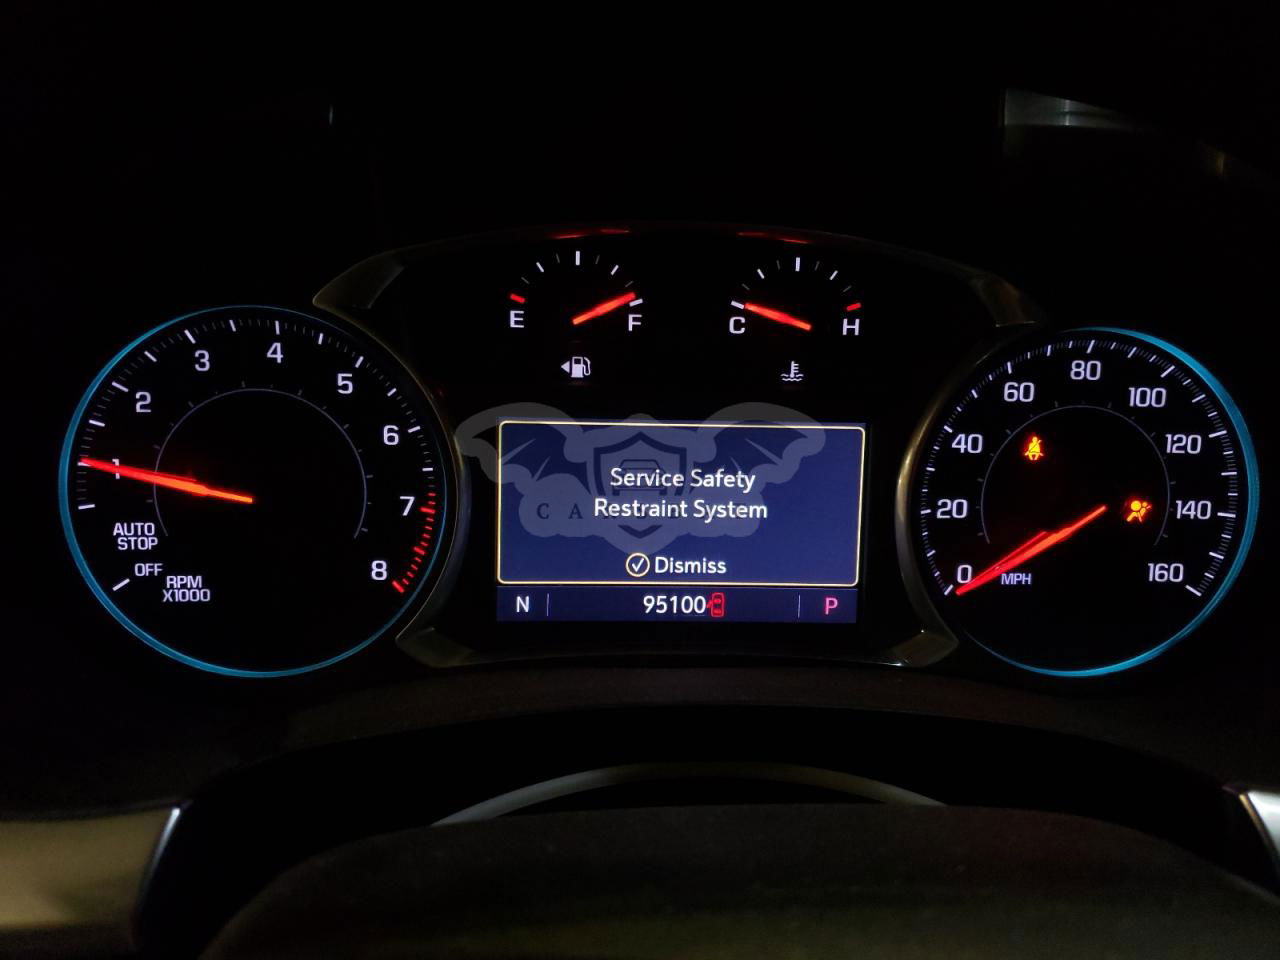 E
F
C
H
1
2
3
4
5
6
7
8
AUTO
STOP
OFF
RPM
X1000
Service Safety
Restraint System
Dismiss
N
95100
P
0
20
40
60
80
100
120
140
160
MPH